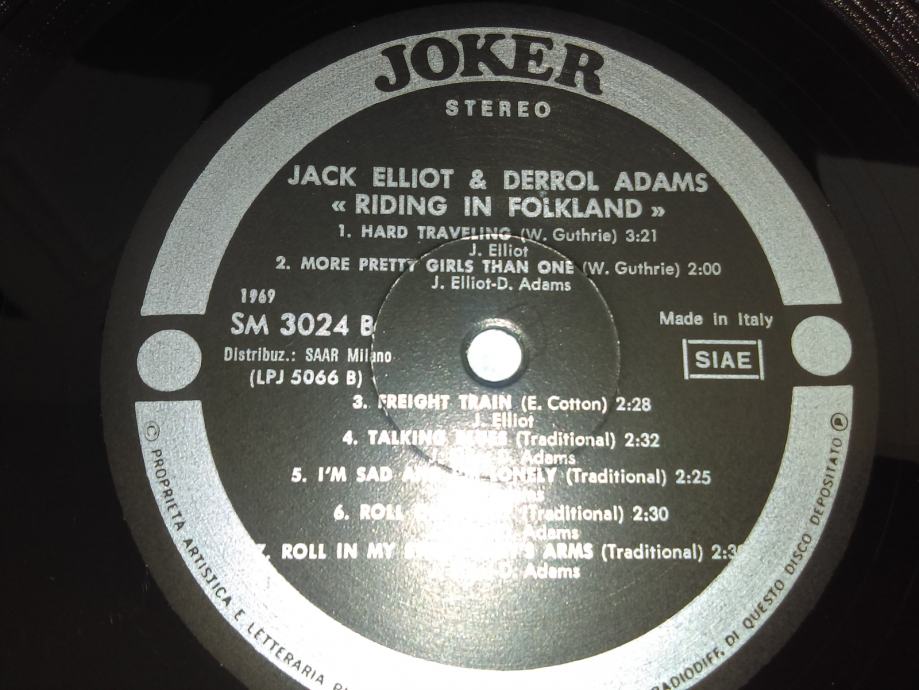 JOKER
STEREO
JACK ELLIOT & DERROL ADAMS
« RIDING IN FOLKLAND »
1. HARD TRAVELING (W. Guthrie) 3:21
J. Elliot
2. MORE PRETTY GIRLS THAN ONE (W. Guthrie) 2:00
J. Elliot-D. Adams
1969
SM 3024 B
Distribuz.: SAAR Milano
(LPJ 5066 B)
Made in Italy
SIAE
3. FREIGHT TRAIN (E. Cotton) 2:28
J. Elliot
4. TALKING BLUES (Traditional) 2:32
Adams
5. I'M SAD LONELY (Traditional) 2:25
6. ROLL (Traditional) 2:30
Adams
7. ROLL IN MY ARMS (Traditional)
D. Adams
© PROPRIETA ARTISTICA E LETTERARIA
RADIODIFF. DI QUESTO DISCO DEPOSITATO Ⓟ